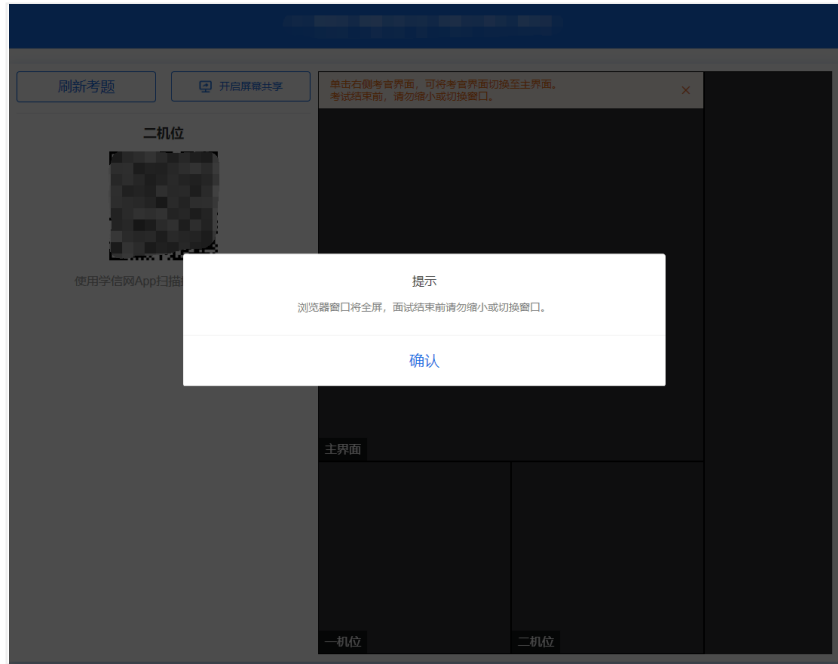 刷新考题
开启屏幕共享
单击右侧考官界面，可将考官界面切换至主界面。
考试结束前，请勿缩小或切换窗口。
二机位
使用学信网App扫描
提示
浏览器窗口将全屏，面试结束前请勿缩小或切换窗口。
确认
主界面
一机位
二机位